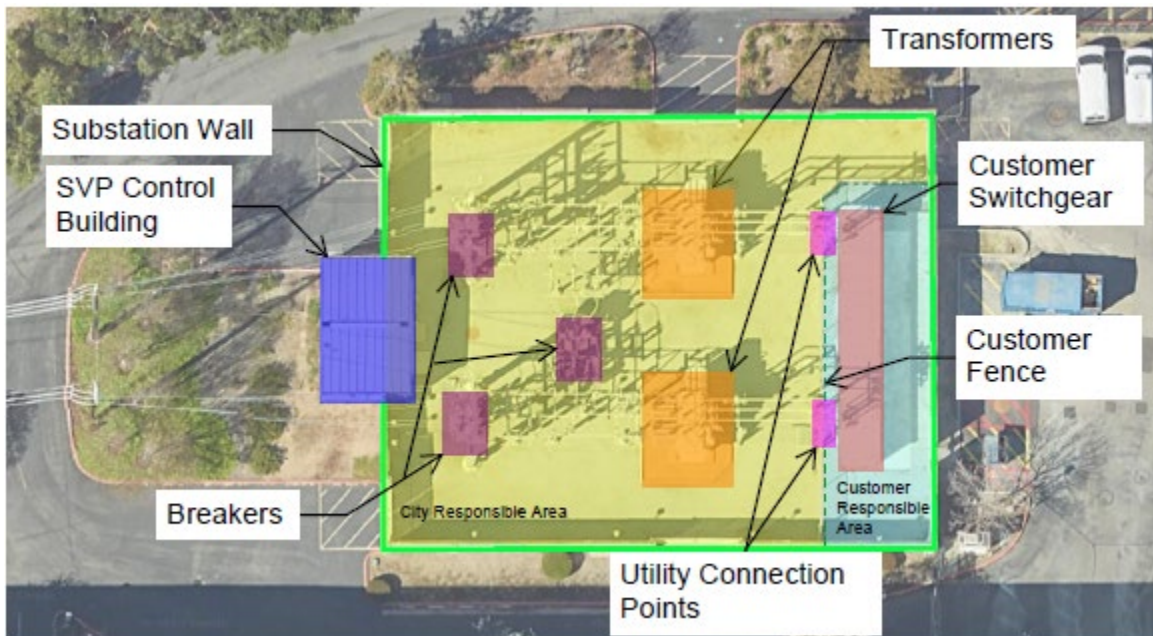 Transformers
Substation Wall
SVP Control
Building
Customer
Switchgear
Customer
Fence
Breakers
City Responsible Area
Customer
Responsible
Area
Utility Connection
Points